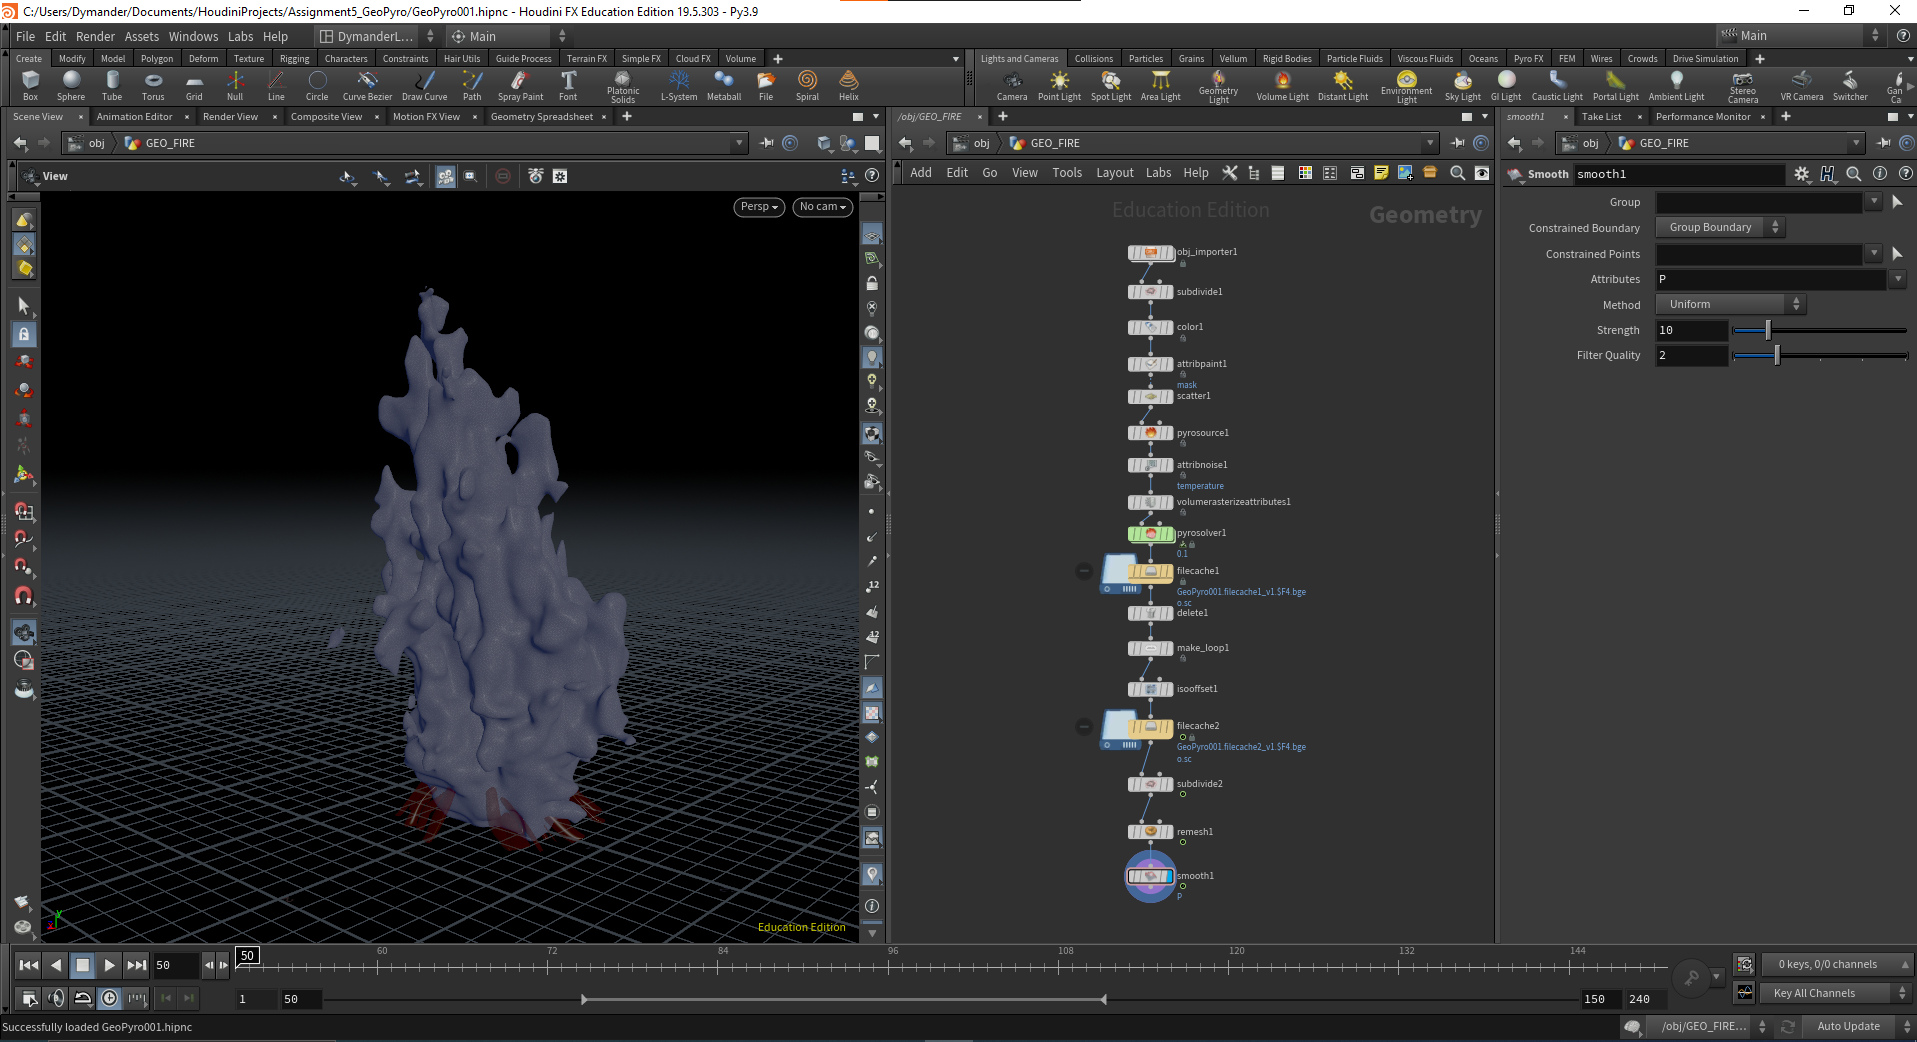 C:/Users/Dymander/Documents/HoudiniProjects/Assignment5_GeoPyro/GeoPyro001.hipnc - Houdini FX Education Edition 19.5.303 - Py3.9
File Edit Render Assets Windows Labs Help DymanderL... Main Main
Create Modify Model Polygon Deform Texture Rigging Characters Constraints Hair Utils Guide Process Terrain FX Simple FX Cloud FX Volume
Lights and Cameras Collisions Particles Grains Vellum Rigid Bodies Particle Fluids Viscous Fluids Oceans Pyro FX FEM Wires Crowds Drive Simulation
Box Sphere Tube Torus Grid Null Line Circle Curve Bezier Draw Curve Path Spray Paint Font Platonic Solids L-System Metaball File Spiral Helix
Camera Point Light Spot Light Area Light Geometry Light Volume Light Distant Light Environment Light Sky Light GI Light Caustic Light Portal Light Ambient Light Stereo Camera VR Camera Switcher Gan Ca
Scene View Animation Editor Render View Composite View Motion FX View Geometry Spreadsheet
/obj/GEO_FIRE
smooth1 Take List Performance Monitor
obj GEO_FIRE
obj GEO_FIRE
obj GEO_FIRE
View
Add Edit Go View Tools Layout Labs Help
Smooth smooth1
Persp No cam
Education Edition
Geometry
Group
Constrained Boundary Group Boundary
Constrained Points
Attributes P
Method Uniform
Strength 10
Filter Quality 2
obj_importer1
subdivide1
color1
attribpaint1
mask
scatter1
pyrosource1
attribnoise1
temperature
volumerasterizeattributes1
pyrosolver1
0.1
filecache1
GeoPyro001.filecache1_v1.$F4.bge
o.sc
delete1
make_loop1
isooffset1
filecache2
GeoPyro001.filecache2_v1.$F4.bge
o.sc
subdivide2
remesh1
smooth1
P
12
12
y
Education Edition
50
50 60 72 84 96 108 120 132 144
0 keys, 0/0 channels
1 50 150 240
Key All Channels
Successfully loaded GeoPyro001.hipnc
/obj/GEO_FIRE... Auto Update